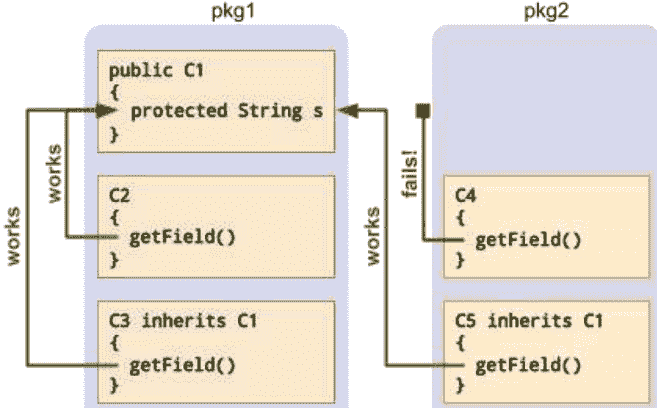 pkg1
pkg2
public C1
{
protected String s
}
works
works
works
fails!
C2
{
getField()
}
C4
{
getField()
}
C3 inherits C1
{
getField()
}
C5 inherits C1
{
getField()
}